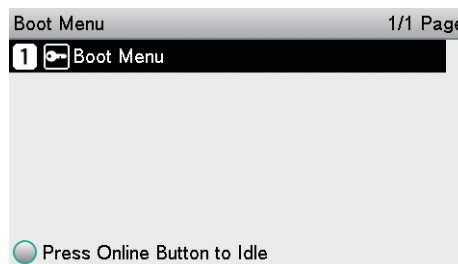 Boot Menu 1/1 Page
1 Boot Menu
Press Online Button to Idle